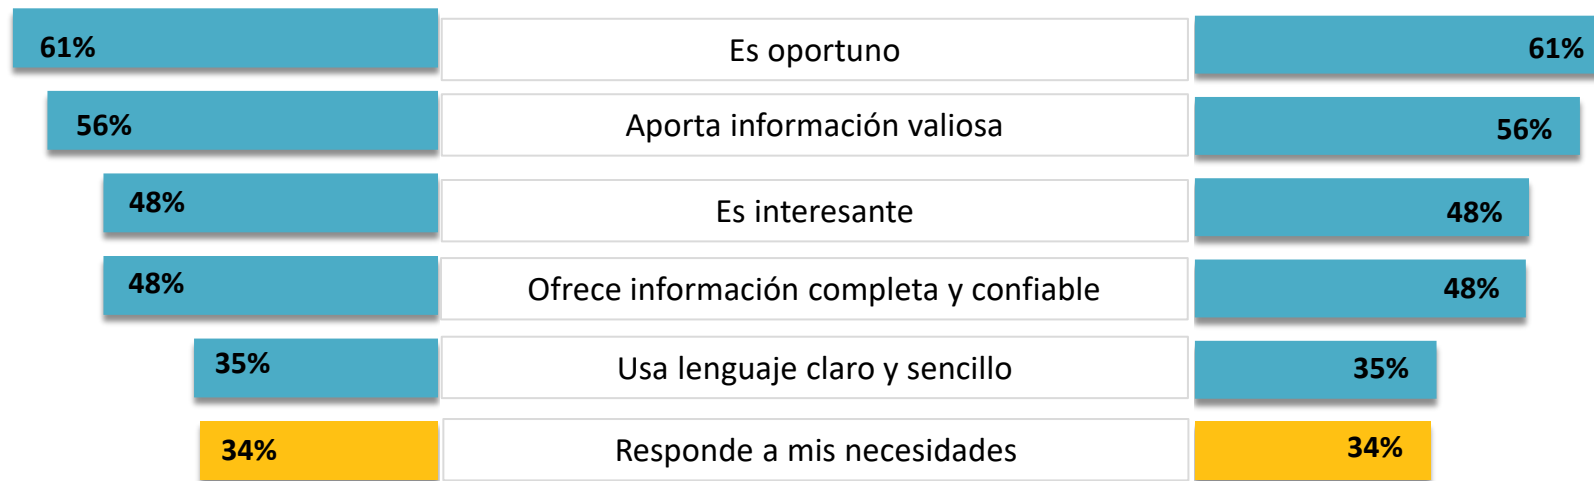 61% Es oportuno 61%
56% Aporta información valiosa 56%
48% Es interesante 48%
48% Ofrece información completa y confiable 48%
35% Usa lenguaje claro y sencillo 35%
34% Responde a mis necesidades 34%